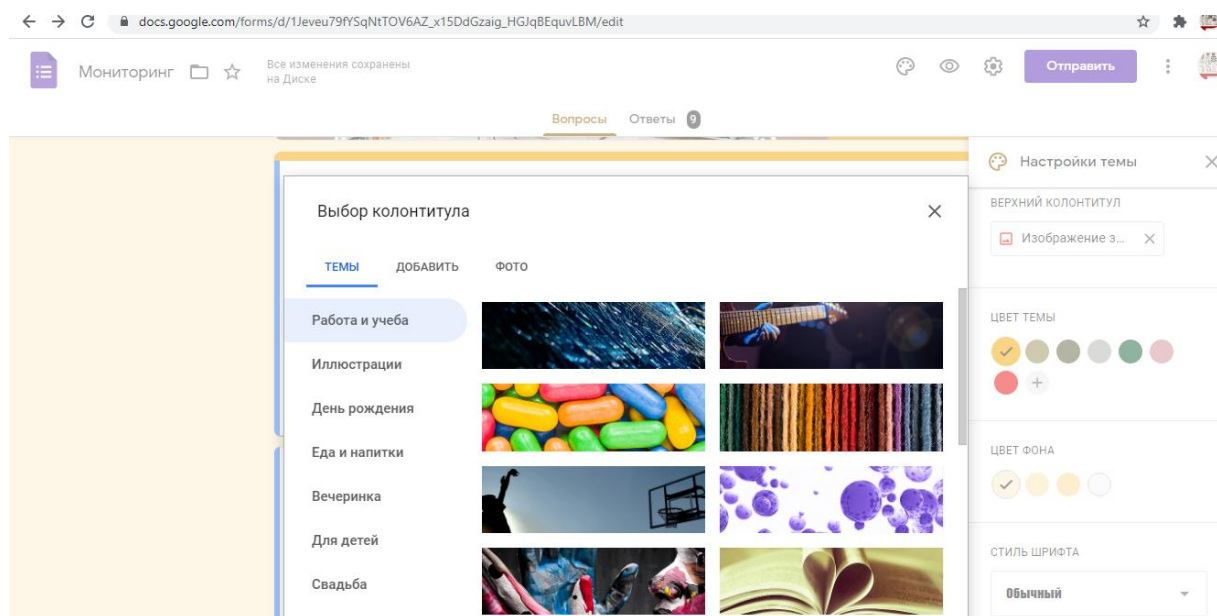 docs.google.com/forms/d/1Jeveu79fYSqNtTOV6AZ_x15DdGzaig_HGJqBEquvLBM/edit
Мониторинг
Все изменения сохранены
на Диске
Отправить
Вопросы Ответы 9
Настройки темы
Выбор колонтитула
ВЕРХНИЙ КОЛОНТИТУЛ
Изображение з...
ТЕМЫ ДОБАВИТЬ ФОТО
Работа и учеба
Иллюстрации
День рождения
Еда и напитки
Вечеринка
Для детей
Свадьба
ЦВЕТ ТЕМЫ
ЦВЕТ ФОНА
СТИЛЬ ШРИФТА
Обычный